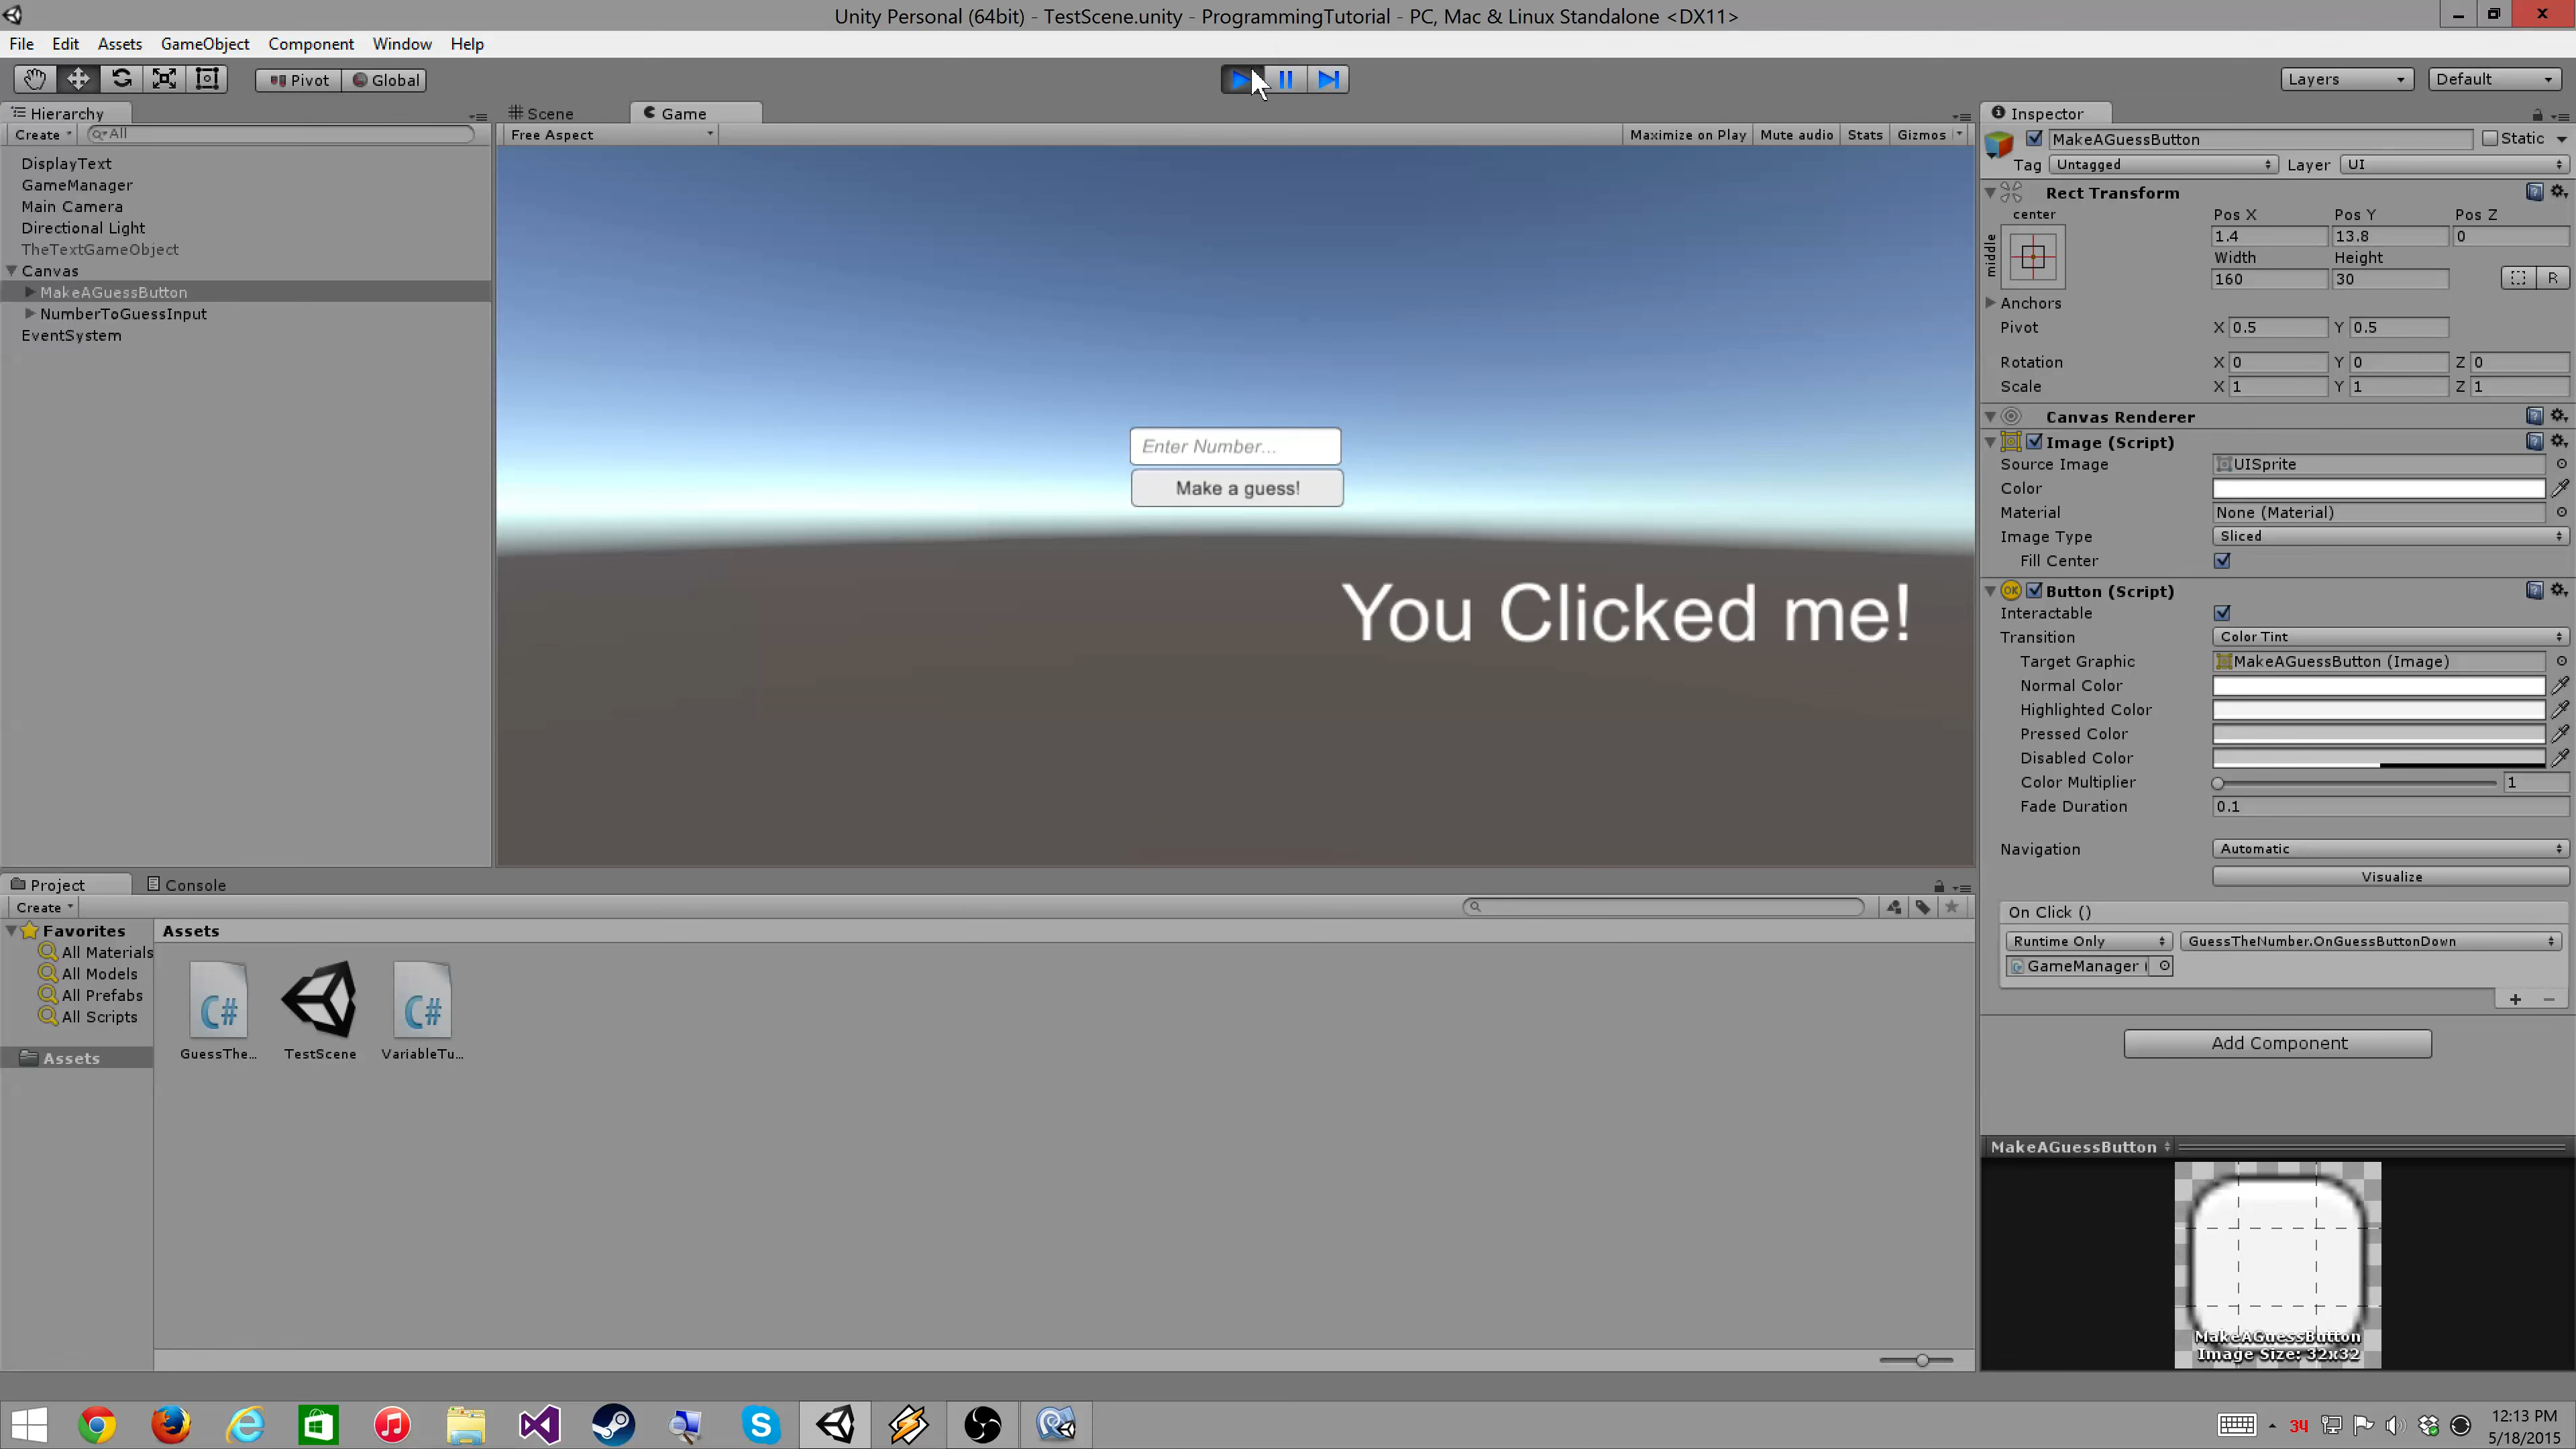 Unity Personal (64bit) - TestScene.unity - ProgrammingTutorial - PC, Mac & Linux Standalone <DX11>
File Edit Assets GameObject Component Window Help
Pivot Global Layers Default
Hierarchy
Create All
DisplayText
GameManager
Main Camera
Directional Light
TheTextGameObject
Canvas
MakeAGuessButton
NumberToGuessInput
EventSystem
Scene Game
Free Aspect Maximize on Play Mute audio Stats Gizmos
Enter Number...
Make a guess!
You Clicked me!
Inspector
MakeAGuessButton Static
Tag Untagged Layer UI
Rect Transform
center
middle
Pos X Pos Y Pos Z
1.4 13.8 0
Width Height
160 30 R
Anchors
Pivot X 0.5 Y 0.5
Rotation X 0 Y 0 Z 0
Scale X 1 Y 1 Z 1
Canvas Renderer
Image (Script)
Source Image UISprite
Color
Material None (Material)
Image Type Sliced
Fill Center
OK Button (Script)
Interactable
Transition Color Tint
Target Graphic MakeAGuessButton (Image)
Normal Color
Highlighted Color
Pressed Color
Disabled Color
Color Multiplier 1
Fade Duration 0.1
Navigation Automatic
Visualize
On Click ()
Runtime Only GuessTheNumber.OnGuessButtonDown
GameManager (
+ −
Add Component
MakeAGuessButton
MakeAGuessButton
Image Size: 32x32
Project Console
Create
Favorites
All Materials
All Models
All Prefabs
All Scripts
Assets
Assets
C# C#
GuessThe... TestScene VariableTu...
34
12:13 PM
5/18/2015